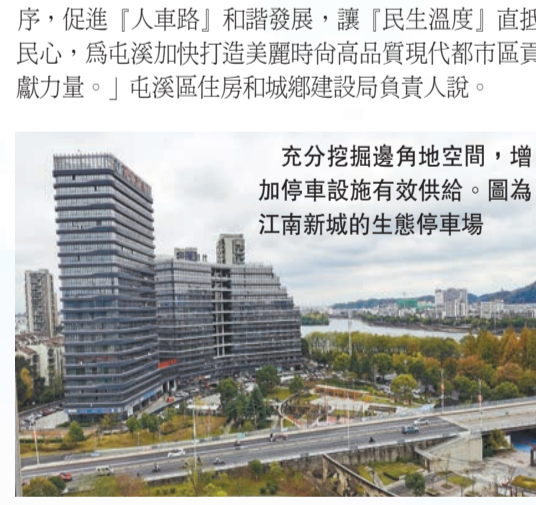 序，促進『人車路』和諧發展，讓『民生溫度』直抵
民心，爲屯溪加快打造美麗時尚高品質現代都市區貢
獻力量。」屯溪區住房和城鄉建設局負責人說。
充分挖掘邊角地空間，增
加停車設施有效供給。圖為
江南新城的生態停車場